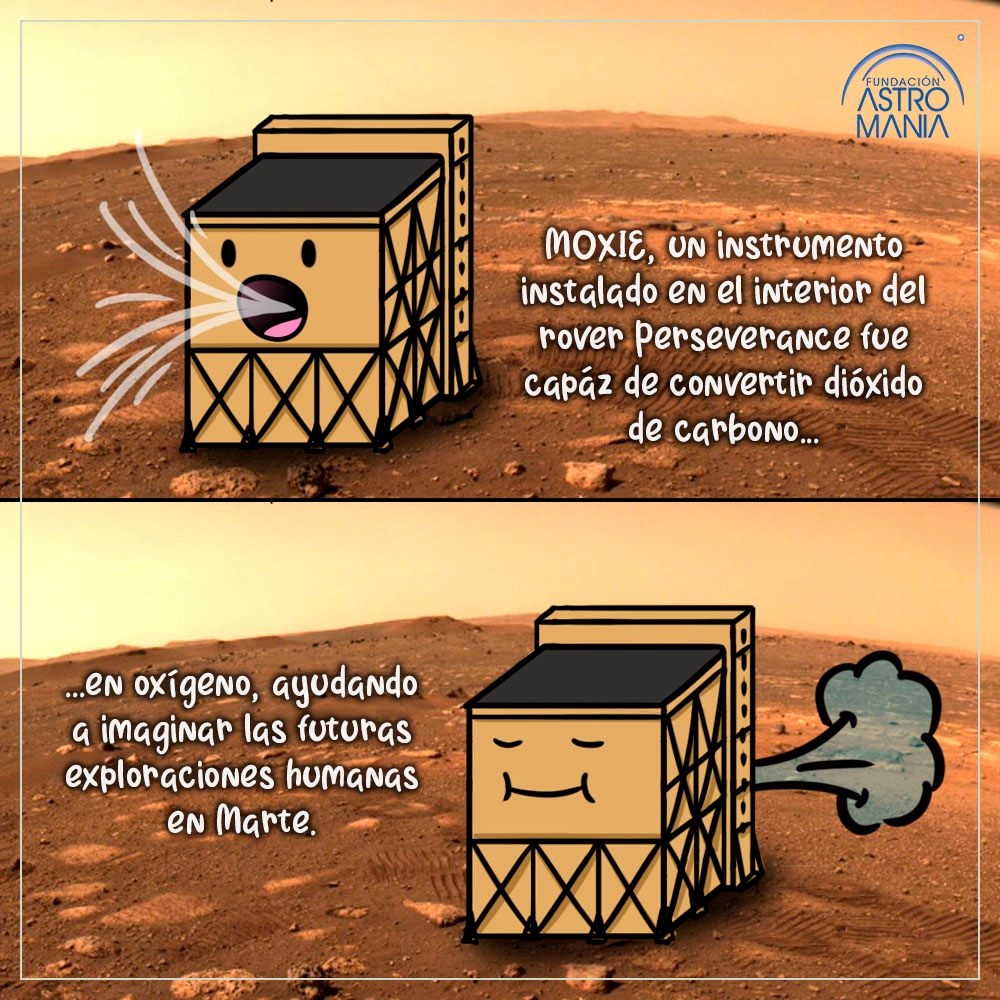 FUNDACIÓN
ASTRO
MANIA
MOXIE, un instrumento
instalado en el interior del
rover Perseverance fue
capáz de convertir dióxido
de carbono...
...en oxígeno, ayudando
a imaginar las futuras
exploraciones humanas
en Marte.